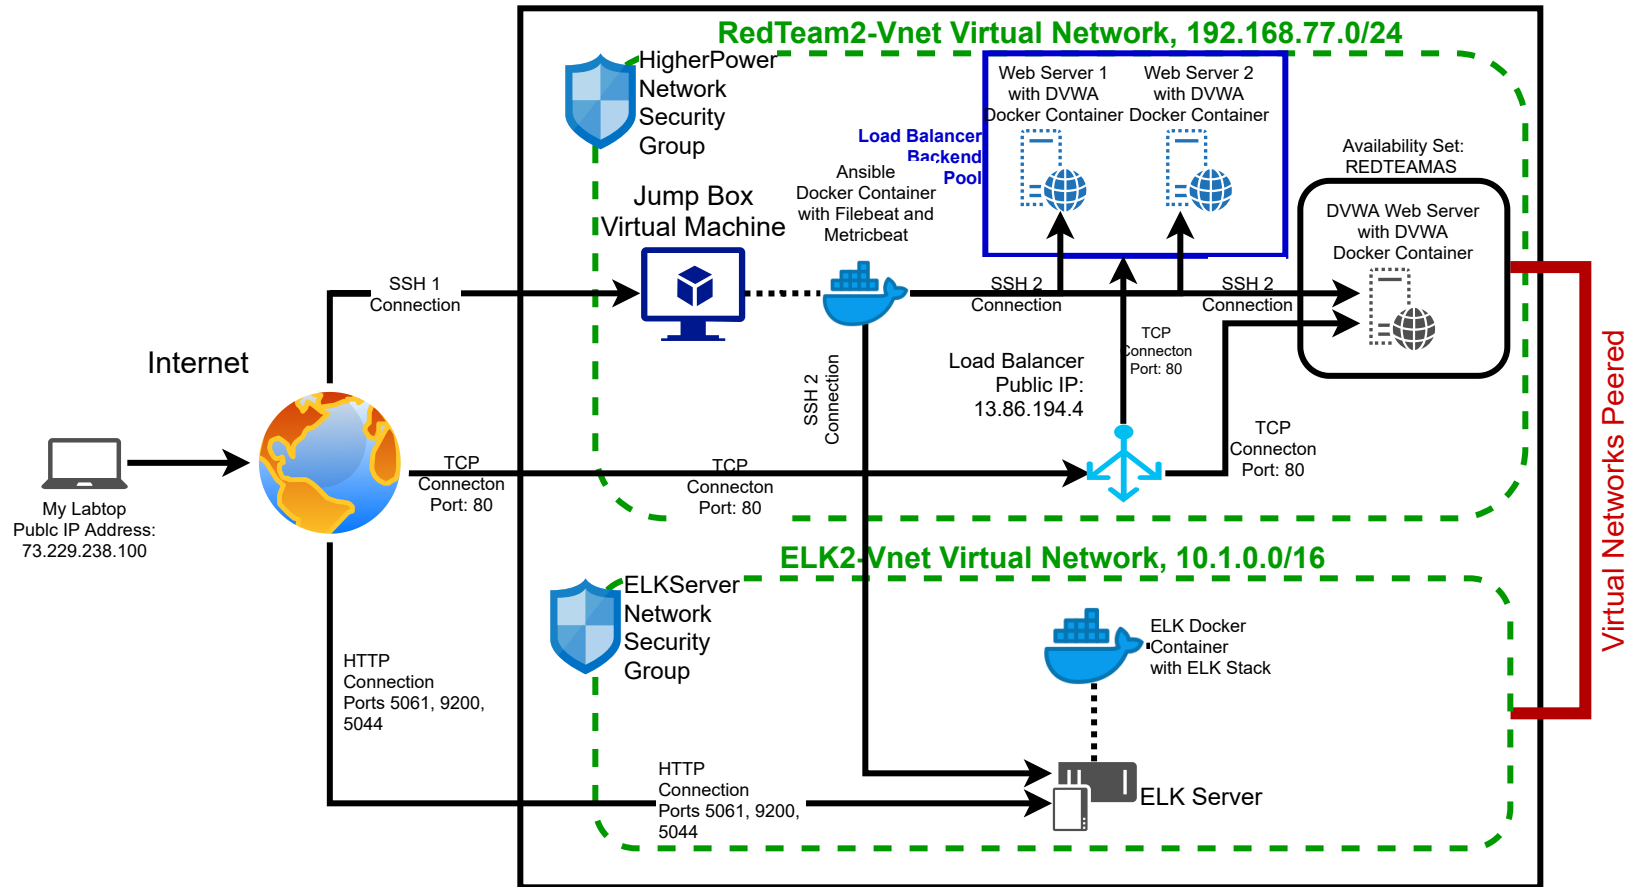 RedTeam2-Vnet Virtual Network, 192.168.77.0/24
HigherPower
Network
Security
Group
Web Server 1
with DVWA
Docker Container
Web Server 2
with DVWA
Docker Container
Load Balancer
Backend
Pool
Availability Set:
REDTEAMAS
Ansible
Docker Container
with Filebeat and
Metricbeat
Jump Box
Virtual Machine
DVWA Web Server
with DVWA
Docker Container
SSH 1
Connection
SSH 2
Connection
SSH 2
Connection
Internet
SSH 2
Connection
Load Balancer
Public IP:
13.86.194.4
TCP
Connecton
Port: 80
TCP
Connecton
Port: 80
TCP
Connecton
Port: 80
TCP
Connecton
Port: 80
My Labtop
Publc IP Address:
73.229.238.100
Virtual Networks Peered
ELK2-Vnet Virtual Network, 10.1.0.0/16
ELKServer
Network
Security
Group
ELK Docker
Container
with ELK Stack
HTTP
Connection
Ports 5061, 9200,
5044
HTTP
Connection
Ports 5061, 9200,
5044
ELK Server